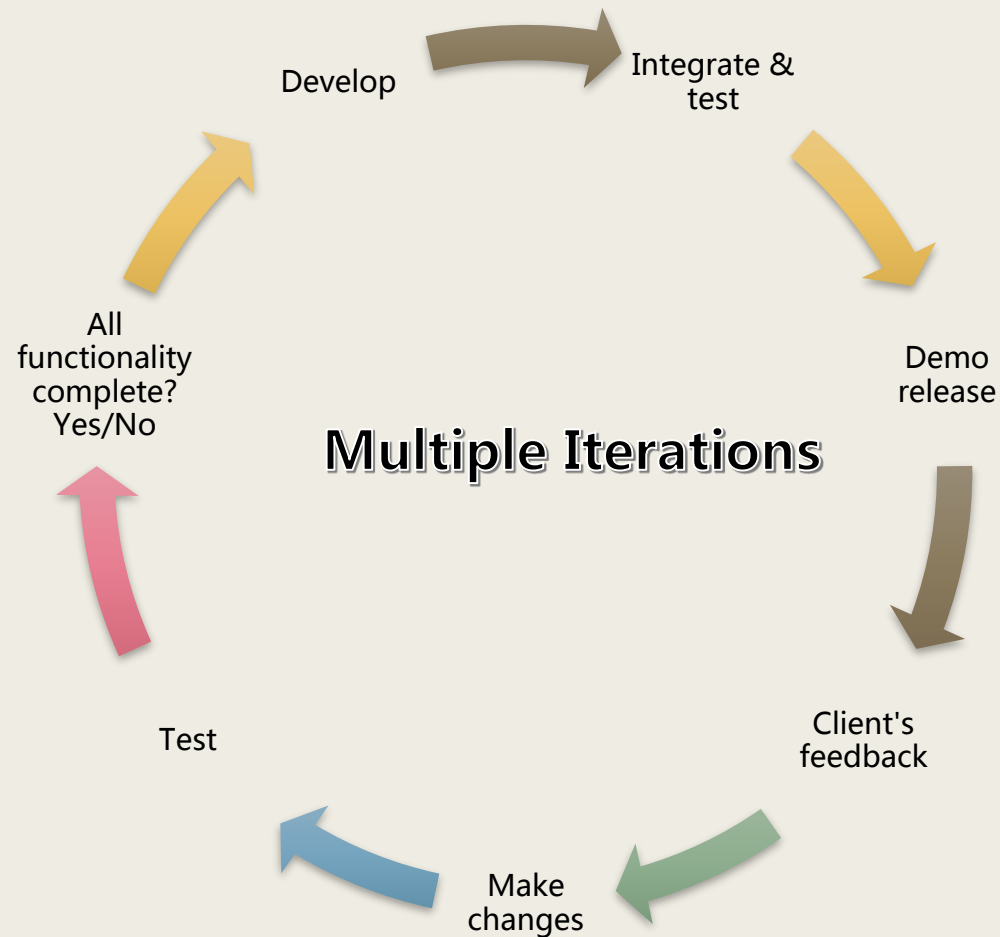 Develop
Integrate &
test
Demo
release
Client's
feedback
Make
changes
Test
All
functionality
complete?
Yes/No
Multiple Iterations